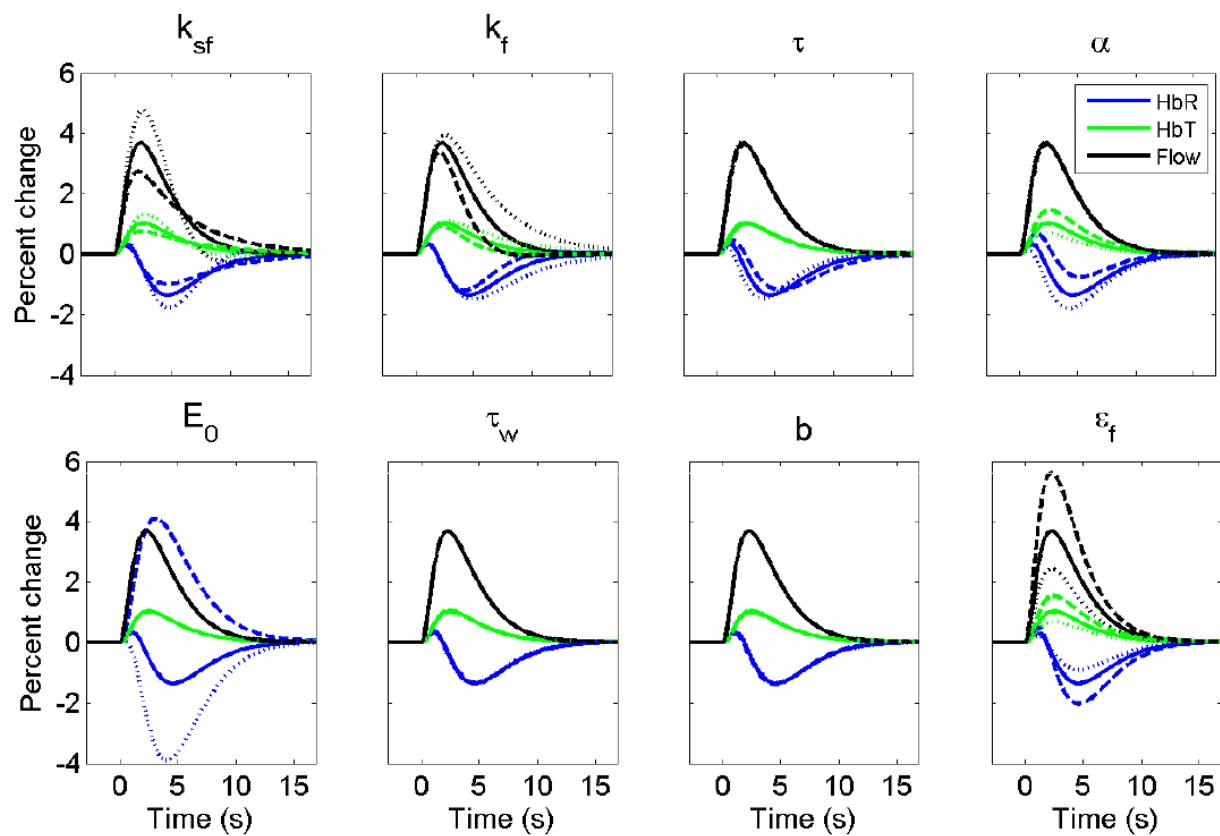 k_sf k_f τ α
6
4
2
0
-2
-4
Percent change
HbR
HbT
Flow
0 5 10 15 0 5 10 15 0 5 10 15 0 5 10 15
Time (s) Time (s) Time (s) Time (s)
E_0 τ_w b ε_f
6
4
2
0
-2
-4
Percent change